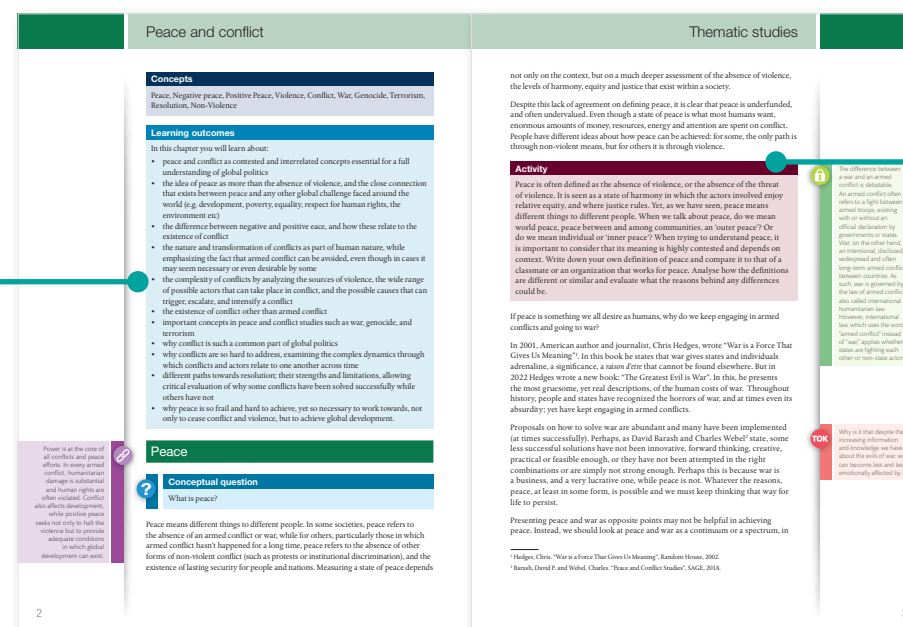 Peace and conflict
Concepts
Peace, Negative peace, Positive Peace, Violence, Conflict, War, Genocide, Terrorism,
Resolution, Non-Violence
Learning outcomes
In this chapter you will learn about:
• peace and conflict as contested and interrelated concepts essential for a full
understanding of global politics
• the idea of peace as more than the absence of violence, and the close connection
that exists between peace and any other global challenge faced around the
world (e.g. development, poverty, equality, respect for human rights, the
environment etc)
• the difference between negative and positive eace, and how these relate to the
existence of conflict
• the nature and transformation of conflicts as part of human nature, while
emphasizing the fact that armed conflict can be avoided, even though in cases it
may seem necessary or even desirable by some
• the complexity of conflicts by analyzing the sources of violence, the wide range
of possible actors that can take place in conflict, and the possible causes that can
trigger, escalate, and intensify a conflict
• the existence of conflict other than armed conflict
• important concepts in peace and conflict studies such as war, genocide, and
terrorism
• why conflict is such a common part of global politics
• why conflicts are so hard to address, examining the complex dynamics through
which conflicts and actors relate to one another across time
• different paths towards resolution; their strengths and limitations, allowing
critical evaluation of why some conflicts have been solved successfully while
others have not
• why peace is so frail and hard to achieve, yet so necessary to work towards, not
only to cease conflict and violence, but to achieve global development.
Power is at the core of
all conflicts and peace
efforts. In every armed
conflict, humanitarian
damage is substantial
and human rights are
often violated. Conflict
also affects development,
while positive peace
seeks not only to halt the
violence but to provide
adequate conditions
in which global
development can exist.
Peace
?
Conceptual question
What is peace?
Peace means different things to different people. In some societies, peace refers to
the absence of an armed conflict or war, while for others, particularly those in which
armed conflict hasn't happened for a long time, peace refers to the absence of other
forms of non-violent conflict (such as protests or institutional discrimination), and the
existence of lasting security for people and nations. Measuring a state of peace depends
2
Thematic studies
not only on the context, but on a much deeper assessment of the absence of violence,
the levels of harmony, equity and justice that exist within a society.
Despite this lack of agreement on defining peace, it is clear that peace is underfunded,
and often undervalued. Even though a state of peace is what most humans want,
enormous amounts of money, resources, energy and attention are spent on conflict.
People have different ideas about how peace can be achieved: for some, the only path is
through non-violent means, but for others it is through violence.
Activity
Peace is often defined as the absence of violence, or the absence of the threat
of violence. It is seen as a state of harmony in which the actors involved enjoy
relative equity, and where justice rules. Yet, as we have seen, peace means
different things to different people. When we talk about peace, do we mean
world peace, peace between and among communities, an 'outer peace'? Or
do we mean individual or 'inner peace'? When trying to understand peace, it
is important to consider that its meaning is highly contested and depends on
context. Write down your own definition of peace and compare it to that of a
classmate or an organization that works for peace. Analyse how the definitions
are different or similar and evaluate what the reasons behind any differences
could be.
If peace is something we all desire as humans, why do we keep engaging in armed
conflicts and going to war?
In 2001, American author and journalist, Chris Hedges, wrote "War is a Force That
Gives Us Meaning"¹. In this book he states that war gives states and individuals
adrenaline, a significance, a raison d'etre that cannot be found elsewhere. But in
2022 Hedges wrote a new book: "The Greatest Evil is War". In this, he presents
the most gruesome, yet real descriptions, of the human costs of war. Throughout
history, people and states have recognized the horrors of war, and at times even its
absurdity; yet have kept engaging in armed conflicts.
Proposals on how to solve war are abundant and many have been implemented
(at times successfully). Perhaps, as David Barash and Charles Webel² state, some
less successful solutions have not been innovative, forward thinking, creative,
practical or feasible enough, or they have not been attempted in the right
combinations or are simply not strong enough. Perhaps this is because war is
a business, and a very lucrative one, while peace is not. Whatever the reasons,
peace, at least in some form, is possible and we must keep thinking that way for
life to persist.
Presenting peace and war as opposite points may not be helpful in achieving
peace. Instead, we should look at peace and war as a continuum or a spectrum, in
¹ Hedges, Chris. "War is a Force That Gives Us Meaning", Random House, 2002.
² Barash, David P. and Webel, Charles. "Peace and Conflict Studies", SAGE, 2018.
The difference between
a war and an armed
conflict is debatable.
An armed conflict often
refers to a fight between
armed troops, existing
with or without an
official declaration by
governments or states.
War, on the other hand,
an intentional, disclosed,
widespread and often
long-term armed conflict
between countries. As
such, war is governed by
the law of armed conflict
also called international
humanitarian law.
However, international
law, which uses the word
"armed conflict" instead
of "war," applies whether
states are fighting each
other or non-state actors
TOK
Why is it that despite the
increasing information
and knowledge we have
about the evils of war, we
can become less and less
emotionally affected by